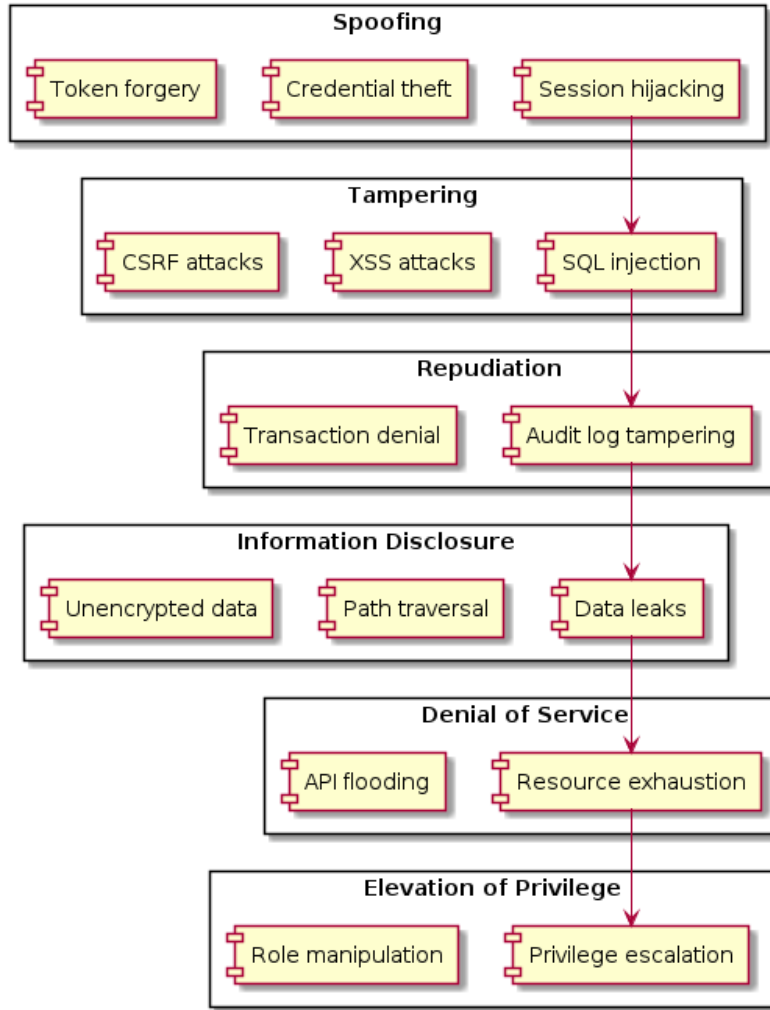 Spoofing
Token forgery
Credential theft
Session hijacking
Tampering
CSRF attacks
XSS attacks
SQL injection
Repudiation
Transaction denial
Audit log tampering
Information Disclosure
Unencrypted data
Path traversal
Data leaks
Denial of Service
API flooding
Resource exhaustion
Elevation of Privilege
Role manipulation
Privilege escalation